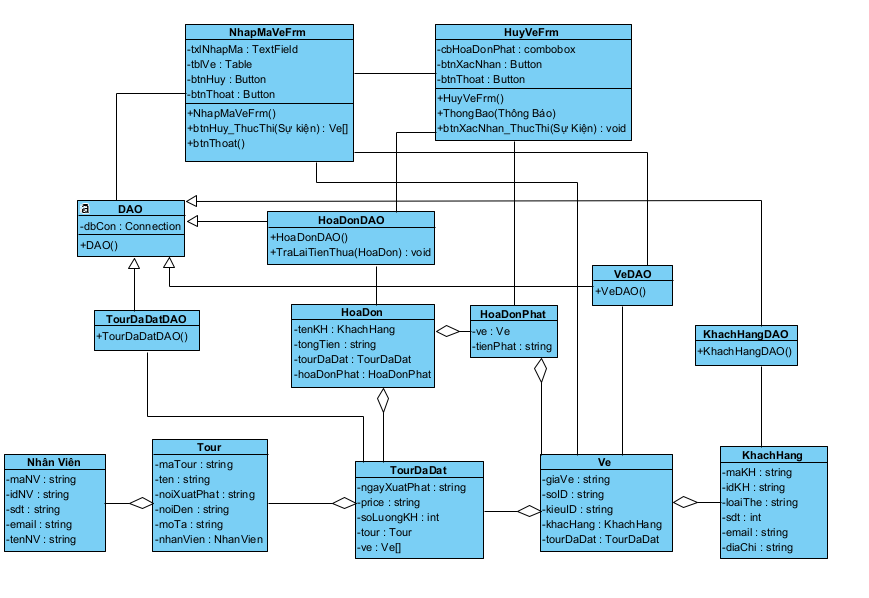 NhapMaVeFrm
-txlNhapMa : TextField
-tblVe : Table
-btnHuy : Button
-btnThoat : Button
+NhapMaVeFrm()
+btnHuy_ThucThi(Sự kiện) : Ve[]
+btnThoat()
HuyVeFrm
-cbHoaDonPhat : combobox
-btnXacNhan : Button
-btnThoat : Button
+HuyVeFrm()
+ThongBao(Thông Báo)
+btnXacNhan_ThucThi(Sự Kiện) : void
a
DAO
-dbCon : Connection
+DAO()
HoaDonDAO
+HoaDonDAO()
+TraLaiTienThua(HoaDon) : void
VeDAO
+VeDAO()
TourDaDatDAO
+TourDaDatDAO()
HoaDon
-tenKH : KhachHang
-tongTien : string
-tourDaDat : TourDaDat
-hoaDonPhat : HoaDonPhat
HoaDonPhat
-ve : Ve
-tienPhat : string
KhachHangDAO
+KhachHangDAO()
Nhân Viên
-maNV : string
-idNV : string
-sdt : string
-email : string
-tenNV : string
Tour
-maTour : string
-ten : string
-noiXuatPhat : string
-noiDen : string
-moTa : string
-nhanVien : NhanVien
TourDaDat
-ngayXuatPhat : string
-price : string
-soLuongKH : int
-tour : Tour
-ve : Ve[]
Ve
-giaVe : string
-soID : string
-kieuID : string
-khacHang : KhachHang
-tourDaDat : TourDaDat
KhachHang
-maKH : string
-idKH : string
-loaiThe : string
-sdt : int
-email : string
-diaChi : string